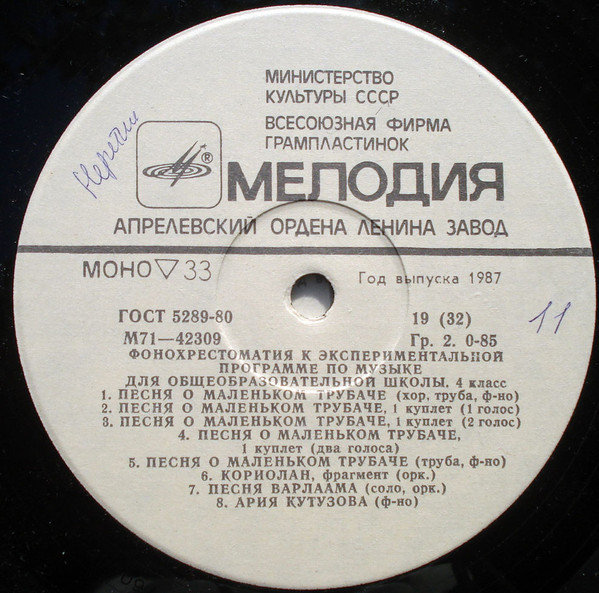 МИНИСТЕРСТВО
КУЛЬТУРЫ СССР
ВСЕСОЮЗНАЯ ФИРМА
ГРАМПЛАСТИНОК
®
МЕЛОДИЯ
АПРЕЛЕВСКИЙ ОРДЕНА ЛЕНИНА ЗАВОД
МОНО ▽ 33
Год выпуска 1987
ГОСТ 5289-80
19 (32)
11
М71—42309
Гр. 2. 0-85
ФОНОХРЕСТОМАТИЯ К ЭКСПЕРИМЕНТАЛЬНОЙ
ПРОГРАММЕ ПО МУЗЫКЕ
ДЛЯ ОБЩЕОБРАЗОВАТЕЛЬНОЙ ШКОЛЫ. 4 класс
1. ПЕСНЯ О МАЛЕНЬКОМ ТРУБАЧЕ (хор, труба, ф-но)
2. ПЕСНЯ О МАЛЕНЬКОМ ТРУБАЧЕ, 1 куплет (1 голос)
3. ПЕСНЯ О МАЛЕНЬКОМ ТРУБАЧЕ, 1 куплет (2 голос)
4. ПЕСНЯ О МАЛЕНЬКОМ ТРУБАЧЕ,
1 куплет (два голоса)
5. ПЕСНЯ О МАЛЕНЬКОМ ТРУБАЧЕ (труба, ф-но)
6. КОРИОЛАН, фрагмент (орк.)
7. ПЕСНЯ ВАРЛААМА (соло, орк.)
8. АРИЯ КУТУЗОВА (ф-но)